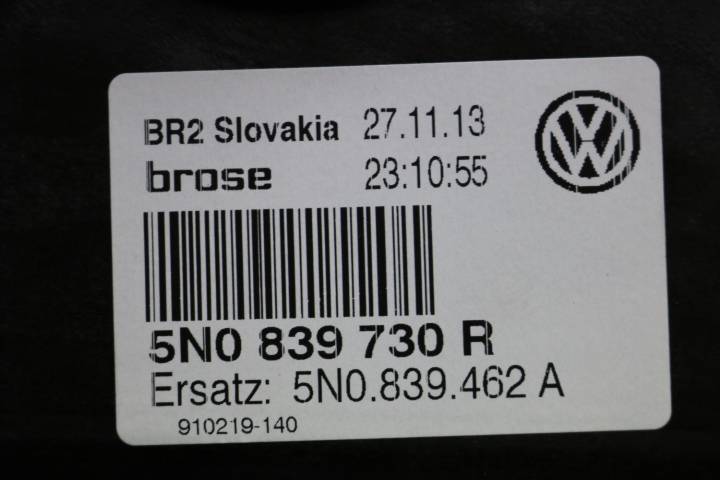 BR2 Slovakia 27.11.13
brose 23:10:55
5N0 839 730 R
Ersatz: 5N0.839.462 A
910219-140